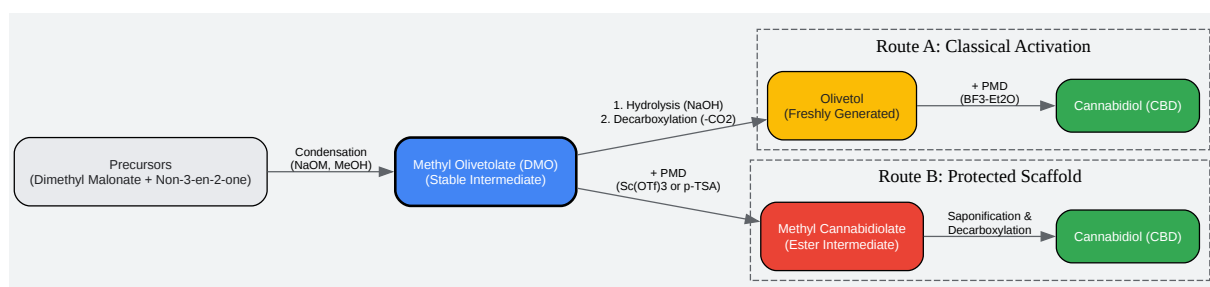 Precursors
(Dimethyl Malonate + Non-3-en-2-one)
Condensation
(NaOM, MeOH)
Methyl Olivetolate (DMO)
(Stable Intermediate)
1. Hydrolysis (NaOH)
2. Decarboxylation (-CO2)
+ PMD
(Sc(OTf)3 or p-TSA)
Route A: Classical Activation
Olivetol
(Freshly Generated)
+ PMD
(BF3-Et2O)
Cannabidiol (CBD)
Route B: Protected Scaffold
Methyl Cannabidiolate
(Ester Intermediate)
Saponification &
Decarboxylation
Cannabidiol (CBD)